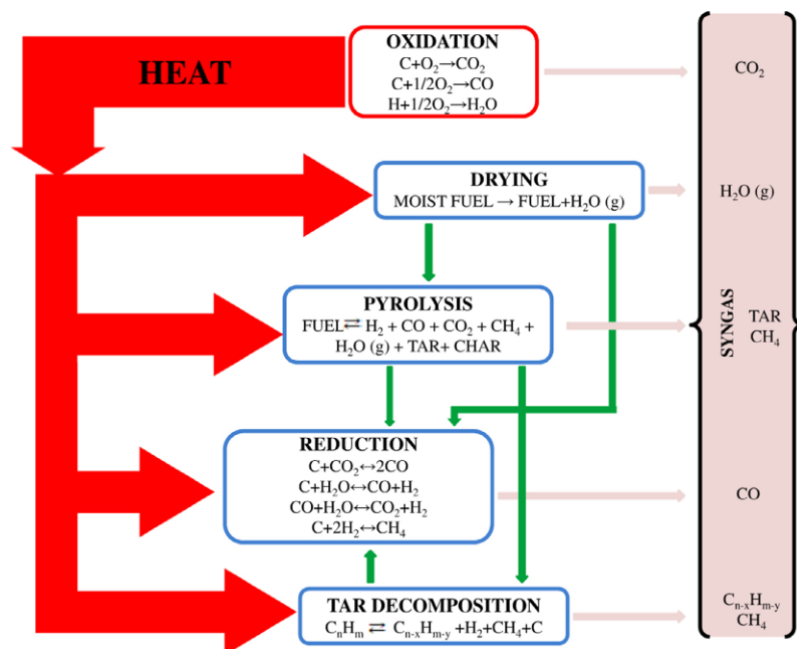 OXIDATION
C+O₂→CO₂
C+1/2O₂→CO
H+1/2O₂→H₂O
HEAT
CO₂
DRYING
MOIST FUEL → FUEL+H₂O (g)
H₂O (g)
PYROLYSIS
FUEL⇄ H₂ + CO + CO₂ + CH₄ +
H₂O (g) + TAR+ CHAR
SYNGAS
TAR
CH₄
REDUCTION
C+CO₂↔2CO
C+H₂O↔CO+H₂
CO+H₂O↔CO₂+H₂
C+2H₂↔CH₄
CO
TAR DECOMPOSITION
CₙHₘ ⇄ Cₙ₋ₓHₘ₋y +H₂+CH₄+C
Cₙ₋ₓHₘ₋y
CH₄